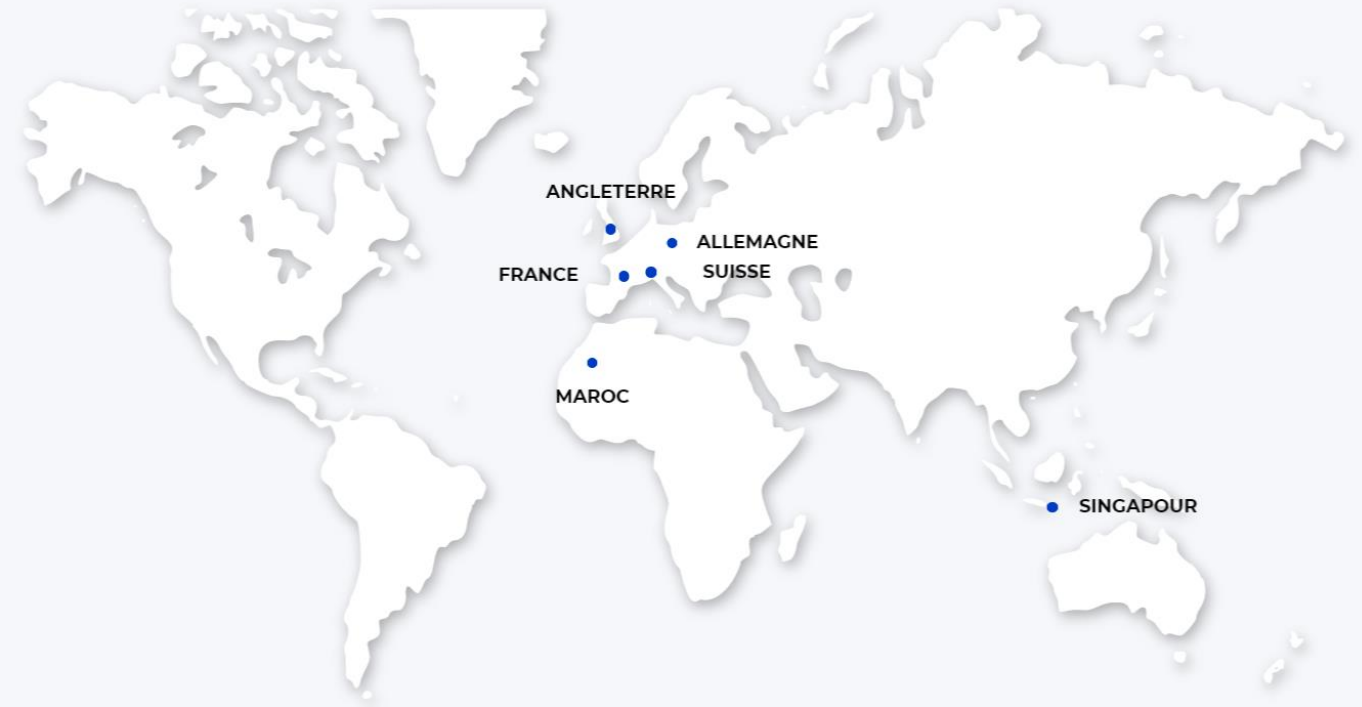 ANGLETERRE
ALLEMAGNE
FRANCE
SUISSE
MAROC
SINGAPOUR